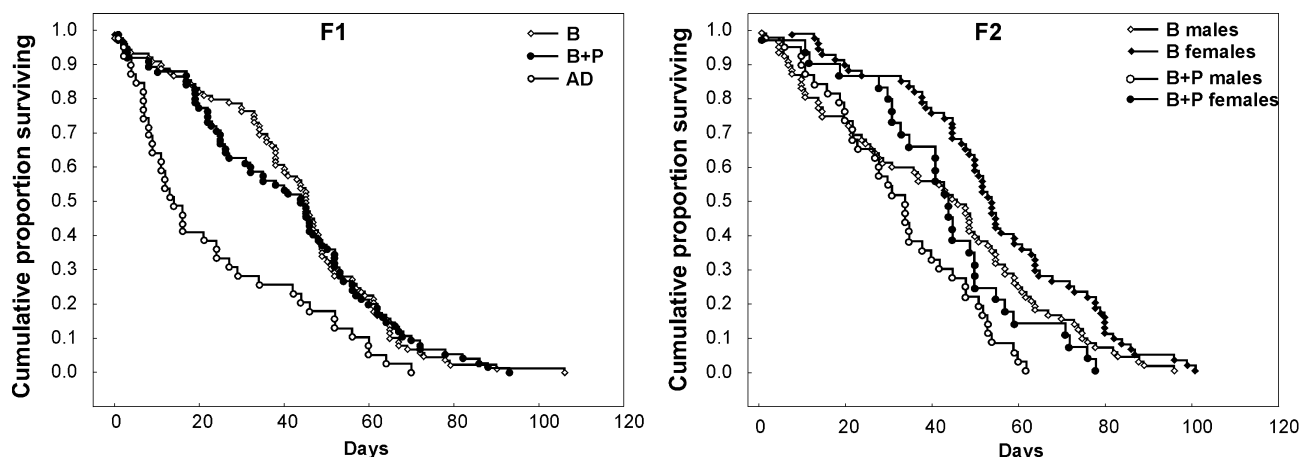 F1
Cumulative proportion surviving
1.0
0.9
0.8
0.7
0.6
0.5
0.4
0.3
0.2
0.1
0.0
0 20 40 60 80 100 120
Days
B
B+P
AD
F2
Cumulative proportion surviving
1.0
0.9
0.8
0.7
0.6
0.5
0.4
0.3
0.2
0.1
0.0
0 20 40 60 80 100 120
Days
B males
B females
B+P males
B+P females